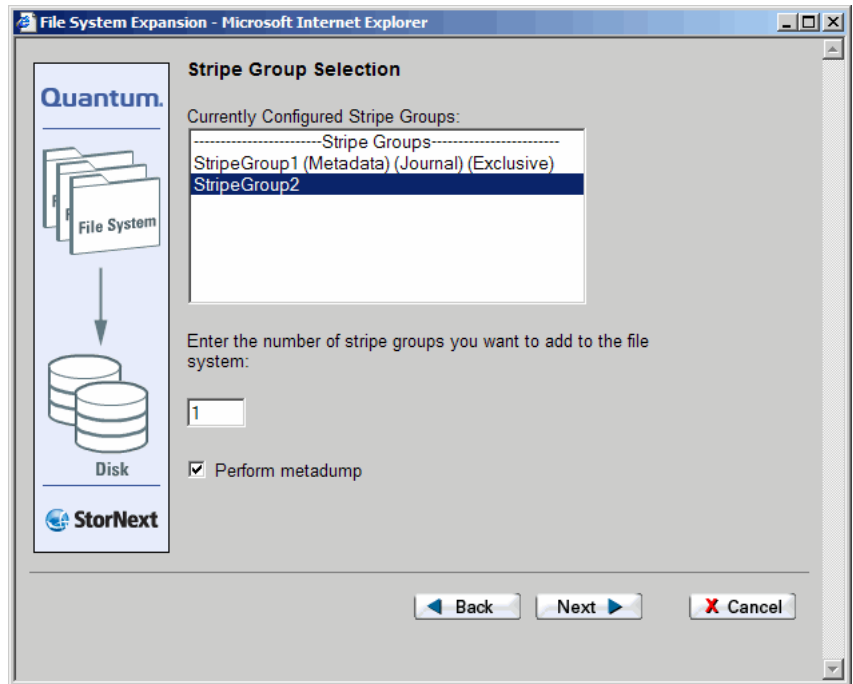 File System Expansion - Microsoft Internet Explorer
Quantum.
File System
Disk
StorNext
Stripe Group Selection
Currently Configured Stripe Groups:
------------------------Stripe Groups------------------------
StripeGroup1 (Metadata) (Journal) (Exclusive)
StripeGroup2
Enter the number of stripe groups you want to add to the file
system:
1
Perform metadump
Back
Next
X Cancel